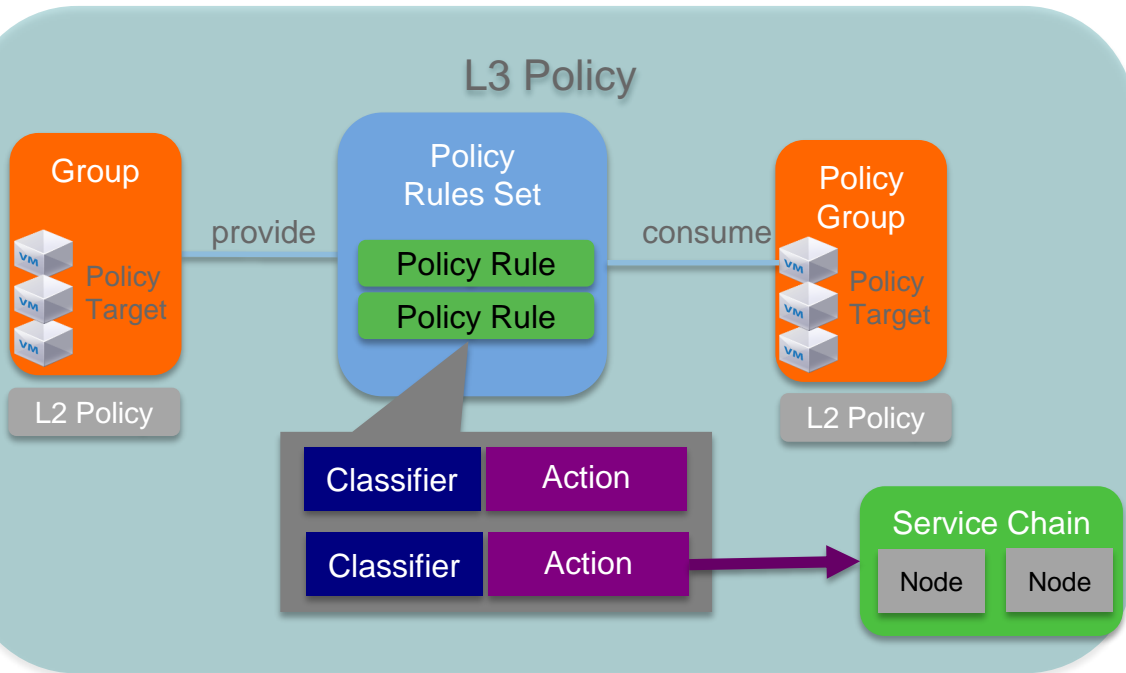 L3 Policy
Group
provide
Policy
Rules Set
consume
Policy
Group
VM
VM
VM
Policy
Target
Policy Rule
Policy Rule
VM
VM
VM
Policy
Target
L2 Policy
L2 Policy
Classifier
Action
Classifier
Action
Service Chain
Node
Node